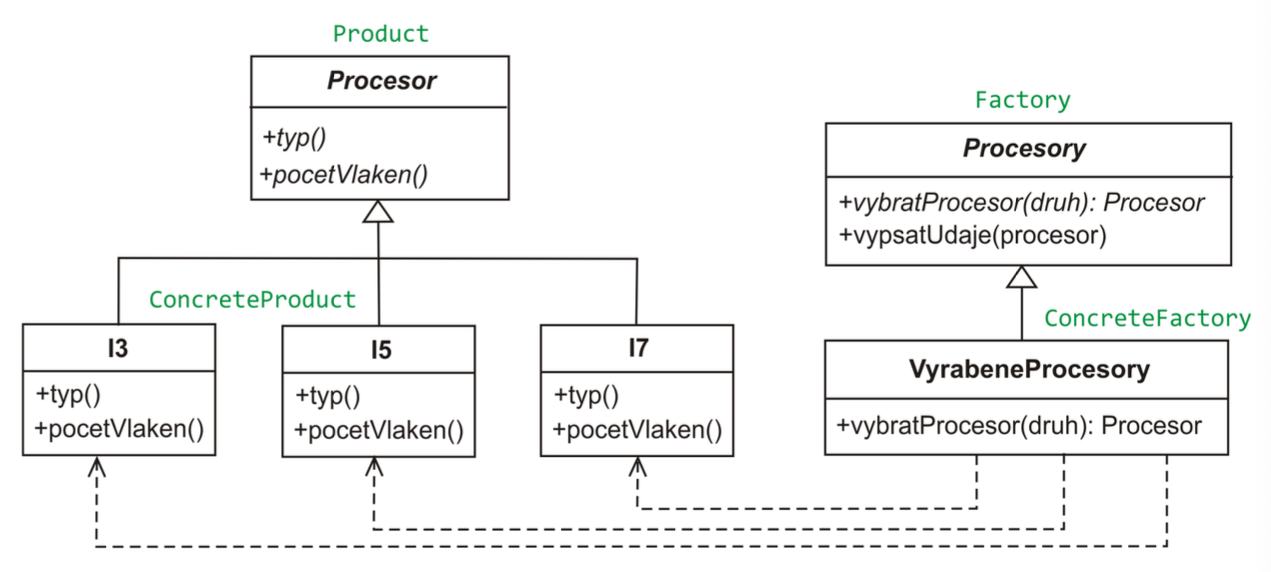 Product
Procesor
+typ()
+pocetVlaken()
Factory
Procesory
+vybratProcesor(druh): Procesor
+vypsatUdaje(procesor)
ConcreteProduct
I3
+typ()
+pocetVlaken()
I5
+typ()
+pocetVlaken()
I7
+typ()
+pocetVlaken()
ConcreteFactory
VyrabeneProcesory
+vybratProcesor(druh): Procesor